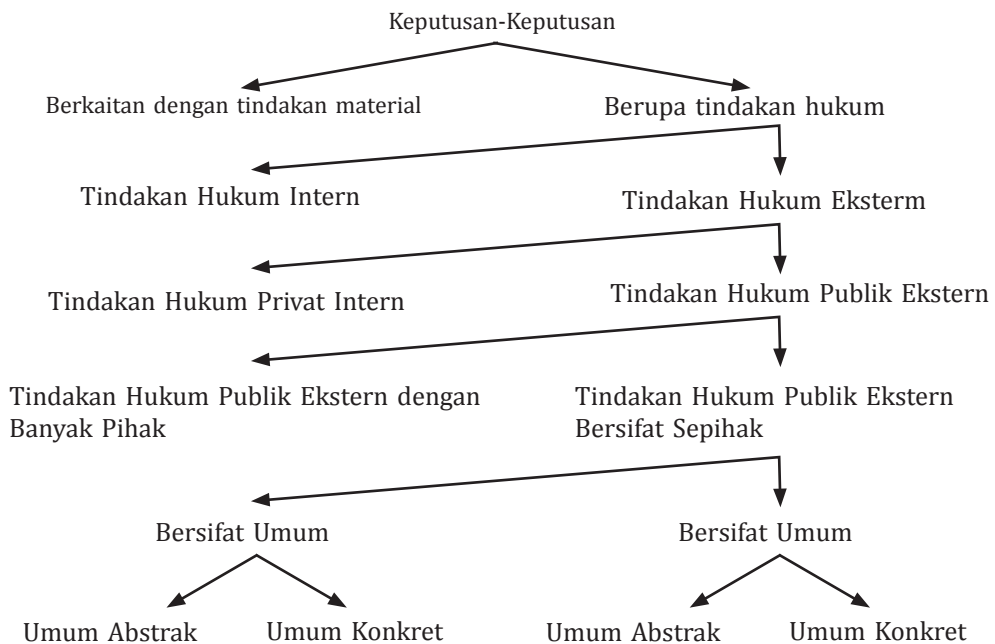 Keputusan-Keputusan
Berkaitan dengan tindakan material
Berupa tindakan hukum
Tindakan Hukum Intern
Tindakan Hukum Eksterm
Tindakan Hukum Privat Intern
Tindakan Hukum Publik Ekstern
Tindakan Hukum Publik Ekstern dengan
Banyak Pihak
Tindakan Hukum Publik Ekstern
Bersifat Sepihak
Bersifat Umum
Bersifat Umum
Umum Abstrak
Umum Konkret
Umum Abstrak
Umum Konkret